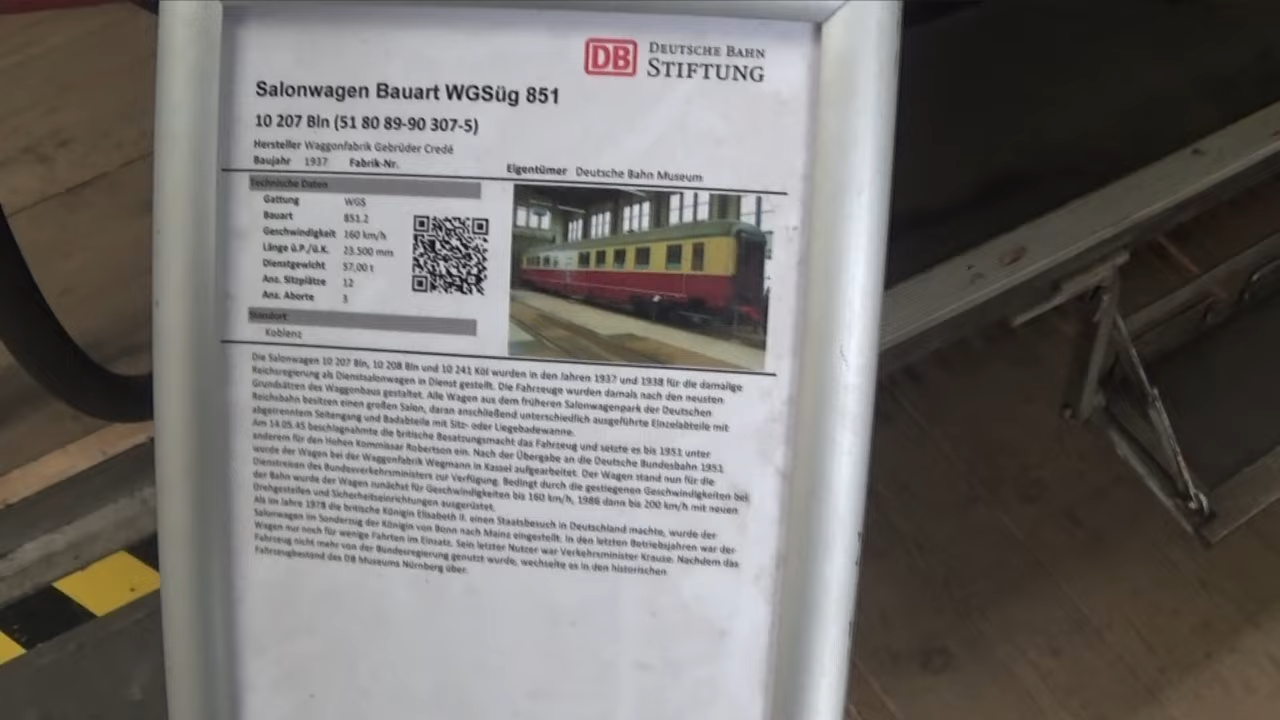 DB DEUTSCHE BAHN
STIFTUNG
Salonwagen Bauart WGSüg 851
10 207 Bln (51 80 89-90 307-5)
Hersteller Waggonfabrik Gebrüder Credé
Baujahr 1937 Fabrik-Nr.
Eigentümer Deutsche Bahn Museum
Technische Daten
Gattung WGS
Bauart 851.2
Geschwindigkeit 160 km/h
Länge ü.P./ü.K. 23.500 mm
Dienstgewicht 57,00 t
Anz. Sitzplätze 12
Anz. Aborte 3
Standort
Koblenz
Die Salonwagen 10 207 Bln, 10 208 Bln und 10 241 Köl wurden in den Jahren 1937 und 1938 für die damalige
Reichsregierung als Dienstsalonwagen in Dienst gestellt. Die Fahrzeuge wurden damals nach den neusten
Grundsätzen des Waggonbaus gestaltet. Alle Wagen aus dem früheren Salonwagenpark der Deutschen
Reichsbahn besitzen einen großen Salon, daran anschließend unterschiedlich ausgeführte Einzelabteile mit
abgetrenntem Seitengang und Badabteile mit Sitz- oder Liegebadewanne.
Am 14.05.45 beschlagnahmte die britische Besatzungsmacht das Fahrzeug und setzte es bis 1951 unter
anderem für den Hohen Kommissar Robertson ein. Nach der Übergabe an die Deutsche Bundesbahn 1951
wurde der Wagen bei der Waggonfabrik Wegmann in Kassel aufgearbeitet. Der Wagen stand nun für die
Dienstreisen des Bundesverkehrsministers zur Verfügung. Bedingt durch die gestiegenen Geschwindigkeiten bei
der Bahn wurde der Wagen zunächst für Geschwindigkeiten bis 160 km/h, 1986 dann bis 200 km/h mit neuen
Drehgestellen und Sicherheitseinrichtungen ausgerüstet.
Als im Jahre 1978 die britische Königin Elisabeth II. einen Staatsbesuch in Deutschland machte, wurde der
Salonwagen im Sonderzug der Königin von Bonn nach Mainz eingestellt. In den letzten Betriebsjahren war der
Wagen nur noch für wenige Fahrten im Einsatz. Sein letzter Nutzer war Verkehrsminister Krause. Nachdem das
Fahrzeug nicht mehr von der Bundesregierung genutzt wurde, wechselte es in den historischen
Fahrzeugbestand des DB Museums Nürnberg über.